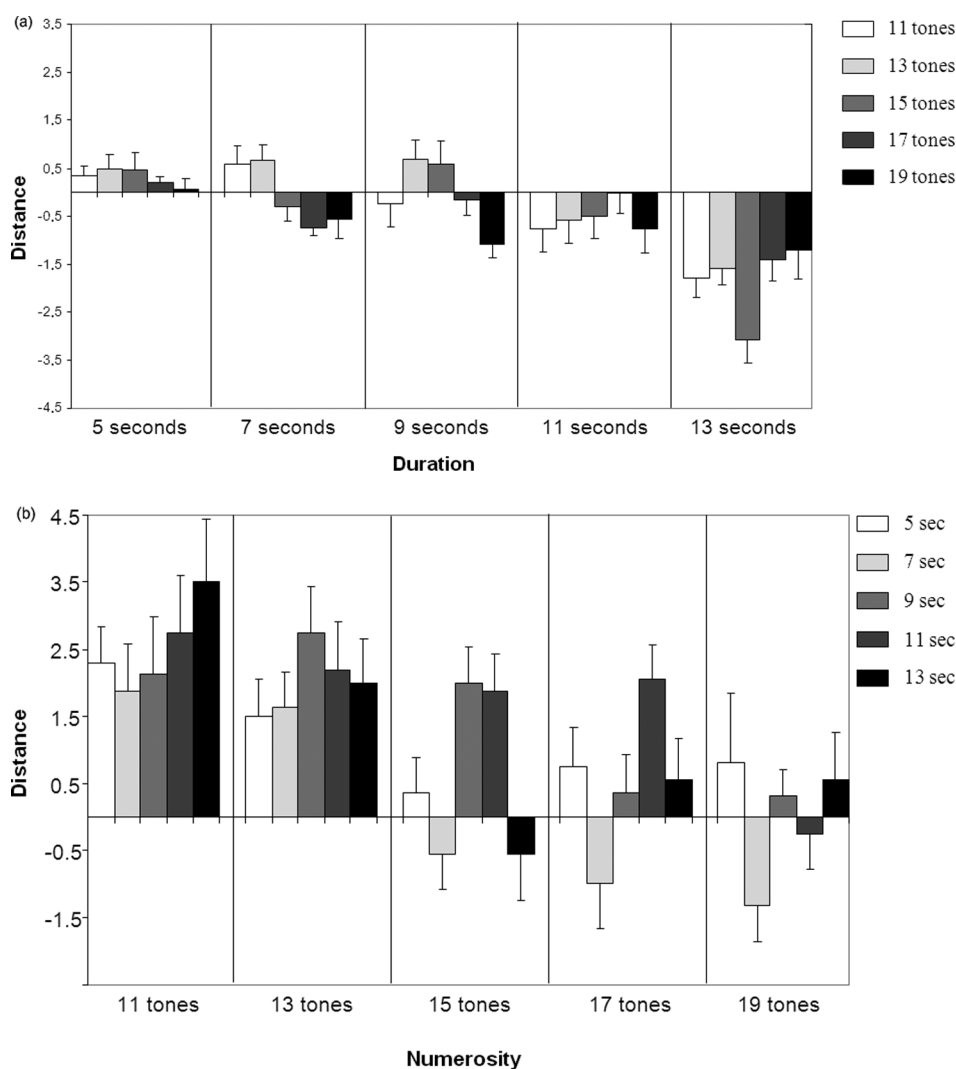 (a)
3.5
2.5
1.5
0.5
-0.5
-1.5
-2.5
-3.5
-4.5
Distance
5 seconds 7 seconds 9 seconds 11 seconds 13 seconds
Duration
11 tones
13 tones
15 tones
17 tones
19 tones
(b)
4.5
3.5
2.5
1.5
0.5
-0.5
-1.5
Distance
11 tones 13 tones 15 tones 17 tones 19 tones
Numerosity
5 sec
7 sec
9 sec
11 sec
13 sec